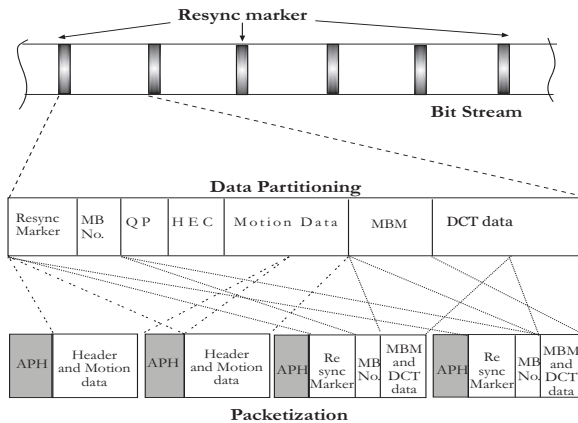 Resync marker
Bit Stream
Data Partitioning
Resync Marker
MB No.
QP
HEC
Motion Data
MBM
DCT data
APH
Header and Motion data
APH
Header and Motion data
APH
Re sync Marker
MB No.
MBM and DCT data
APH
Re sync Marker
MB No.
MBM and DCT data
Packetization